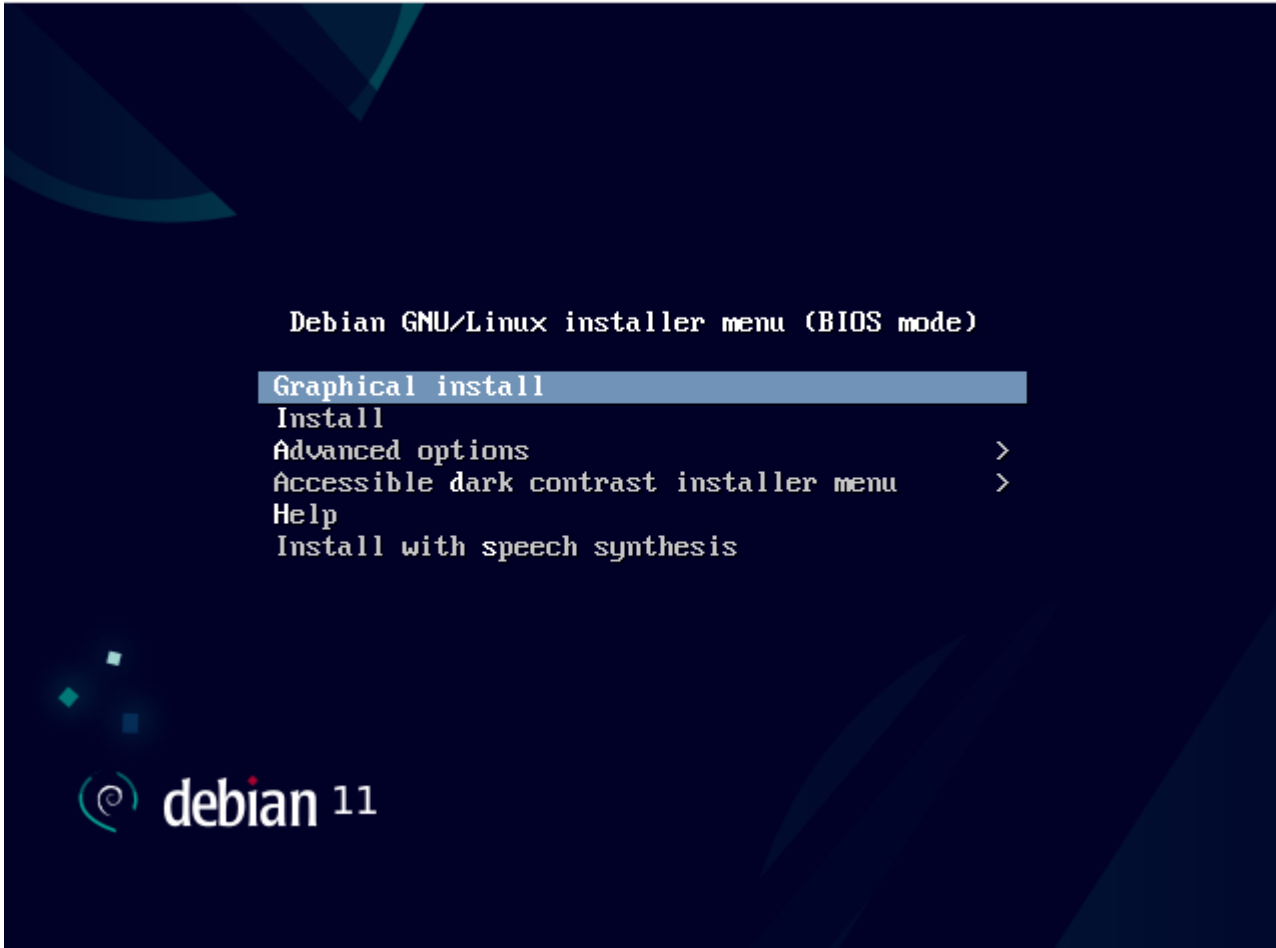 Debian GNU/Linux installer menu (BIOS mode)
Graphical install
Install
Advanced options >
Accessible dark contrast installer menu >
Help
Install with speech synthesis
debian 11